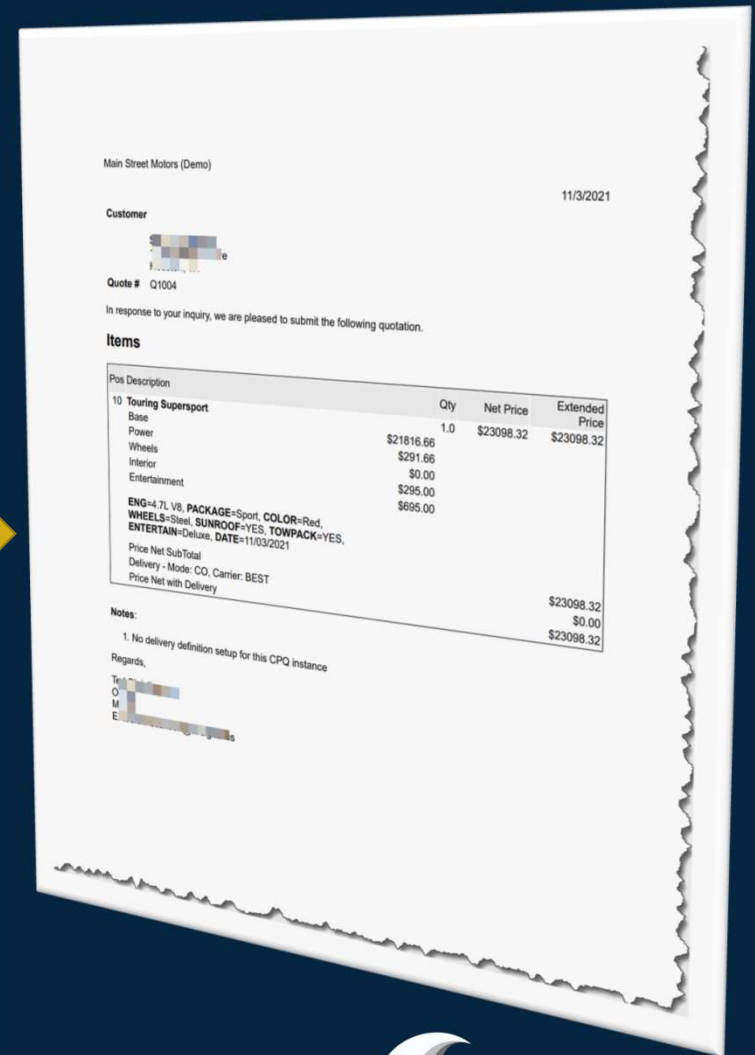 Main Street Motors (Demo)
11/3/2021
Customer
Quote # Q1004
In response to your inquiry, we are pleased to submit the following quotation.
Items
Pos Description Qty Net Price Extended Price
10 Touring Supersport 1.0 $23098.32 $23098.32
Base $21816.66
Power $291.66
Wheels $0.00
Interior $295.00
Entertainment $695.00
ENG=4.7L V8, PACKAGE=Sport, COLOR=Red,
WHEELS=Steel, SUNROOF=YES, TOWPACK=YES,
ENTERTAIN=Deluxe, DATE=11/03/2021
Price Net SubTotal $23098.32
Delivery - Mode: CO, Carrier: BEST $0.00
Price Net with Delivery $23098.32
Notes:
1. No delivery definition setup for this CPQ instance
Regards,